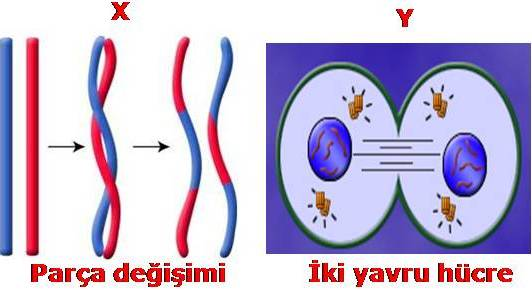 X
Y
Parça değişimi
İki yavru hücre